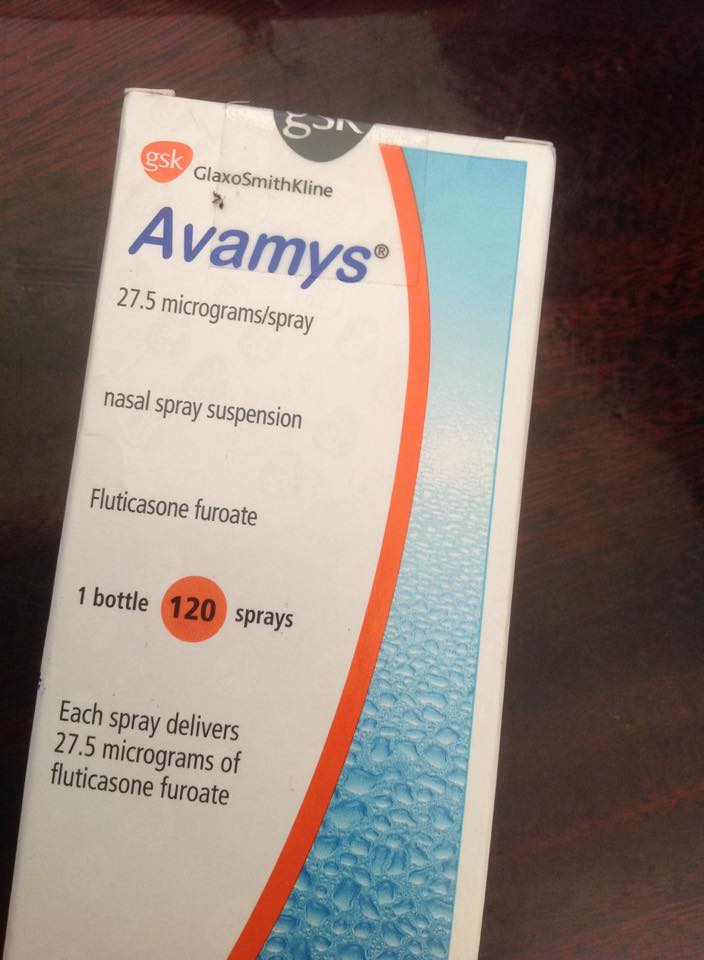 gsk
gsk GlaxoSmithKline
Avamys®
27.5 micrograms/spray
nasal spray suspension
Fluticasone furoate
1 bottle 120 sprays
Each spray delivers
27.5 micrograms of
fluticasone furoate